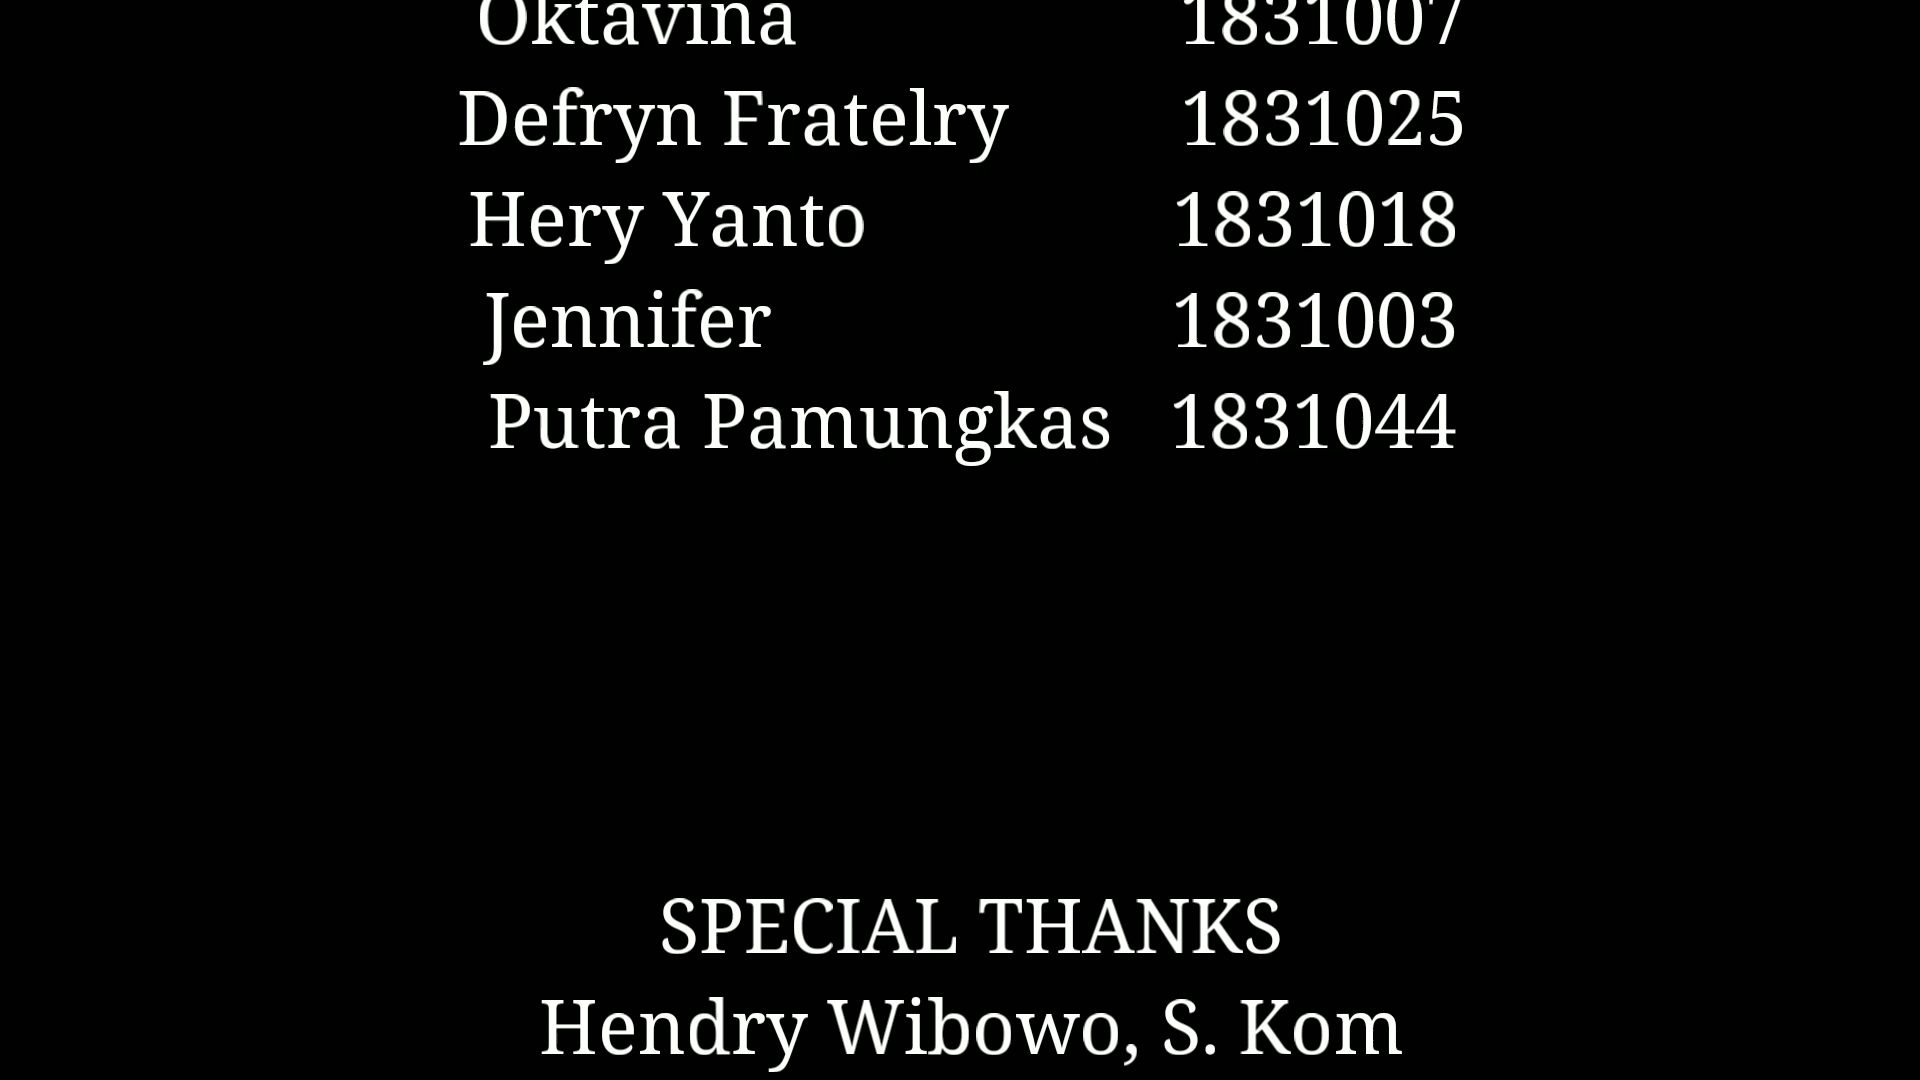 Oktavina 1831007
Defryn Fratelry 1831025
Hery Yanto 1831018
Jennifer 1831003
Putra Pamungkas 1831044
SPECIAL THANKS
Hendry Wibowo, S. Kom